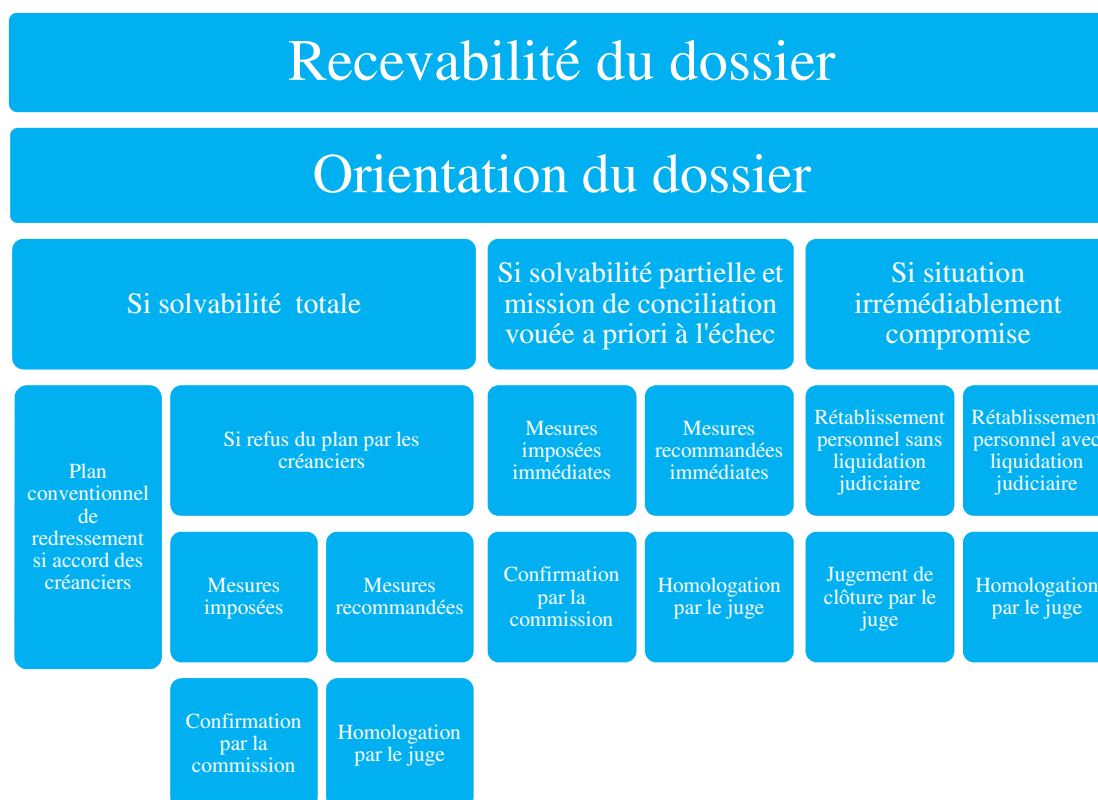 Recevabilité du dossier
Orientation du dossier
Si solvabilité  totale
Si solvabilité partielle et
mission de conciliation
vouée a priori à l'échec
Si situation
irrémédiablement
compromise
Plan
conventionnel
de
redressement
si accord des
créanciers
Si refus du plan par les
créanciers
Mesures
imposées
immédiates
Mesures
recommandées
immédiates
Rétablissement
personnel sans
liquidation
judiciaire
Rétablissement
personnel avec
liquidation
judiciaire
Mesures
imposées
Mesures
recommandées
Confirmation
par la
commission
Homologation
par le juge
Jugement de
clôture par le
juge
Homologation
par le juge
Confirmation
par la
commission
Homologation
par le juge